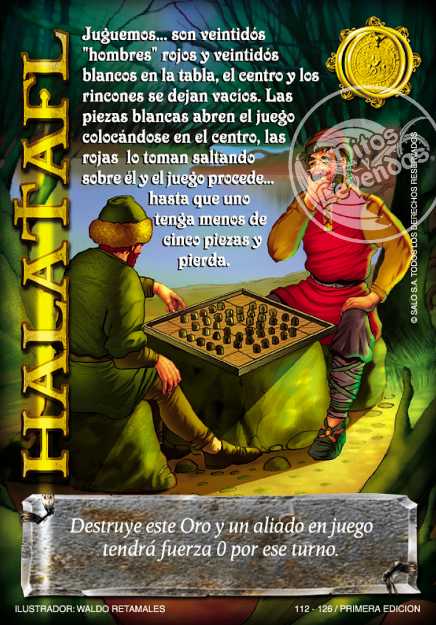 HALATAFL
Juguemos... son veintidós
"hombres" rojos y veintidós
blancos en la tabla, el centro y los
rincones se dejan vacíos. Las
piezas blancas abren el juego
colocándose en el centro, las
rojas lo toman saltando
sobre él y el juego procede...
hasta que uno
tenga menos de
cinco piezas y
pierda.
Mitos
y Leyendas
© SALO S.A. TODOS LOS DERECHOS RESERVADOS
Destruye este Oro y un aliado en juego
tendrá fuerza 0 por ese turno.
ILUSTRADOR: WALDO RETAMALES
112 - 126 / PRIMERA EDICION